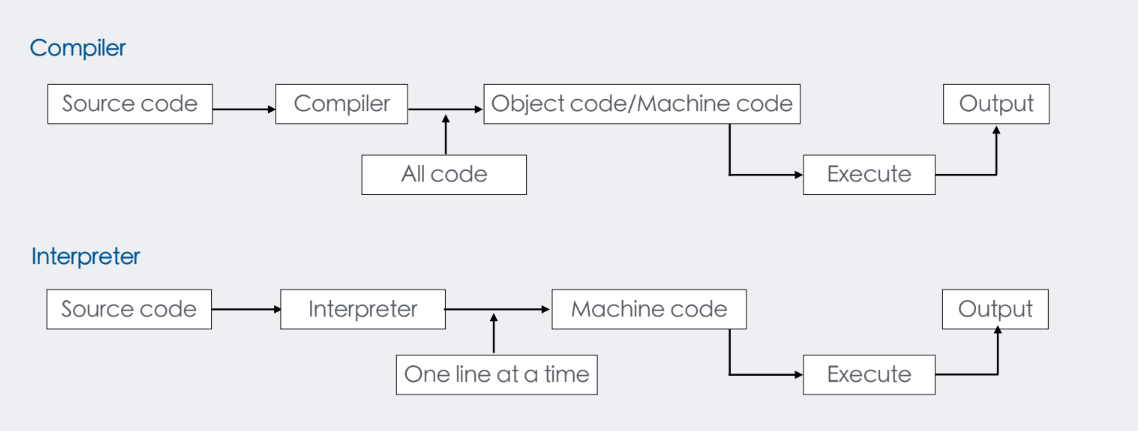 Compiler
Source code
Compiler
Object code/Machine code
Output
All code
Execute
Interpreter
Source code
Interpreter
Machine code
Output
One line at a time
Execute